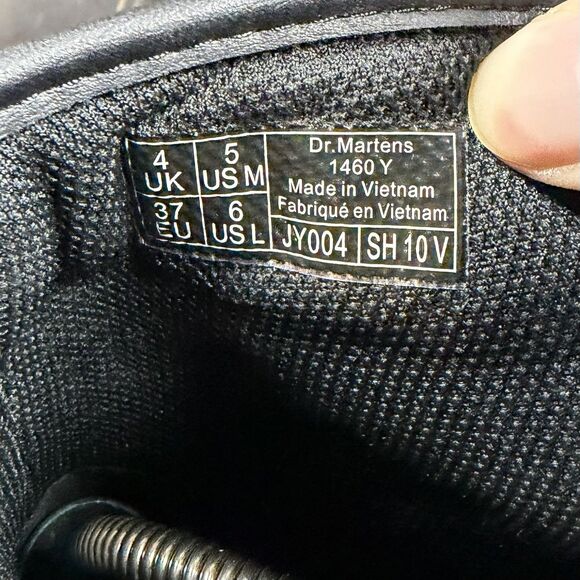 4 UK
5 US M
37 EU
6 US L
Dr.Martens
1460 Y
Made in Vietnam
Fabriqué en Vietnam
JY004 SH 10 V